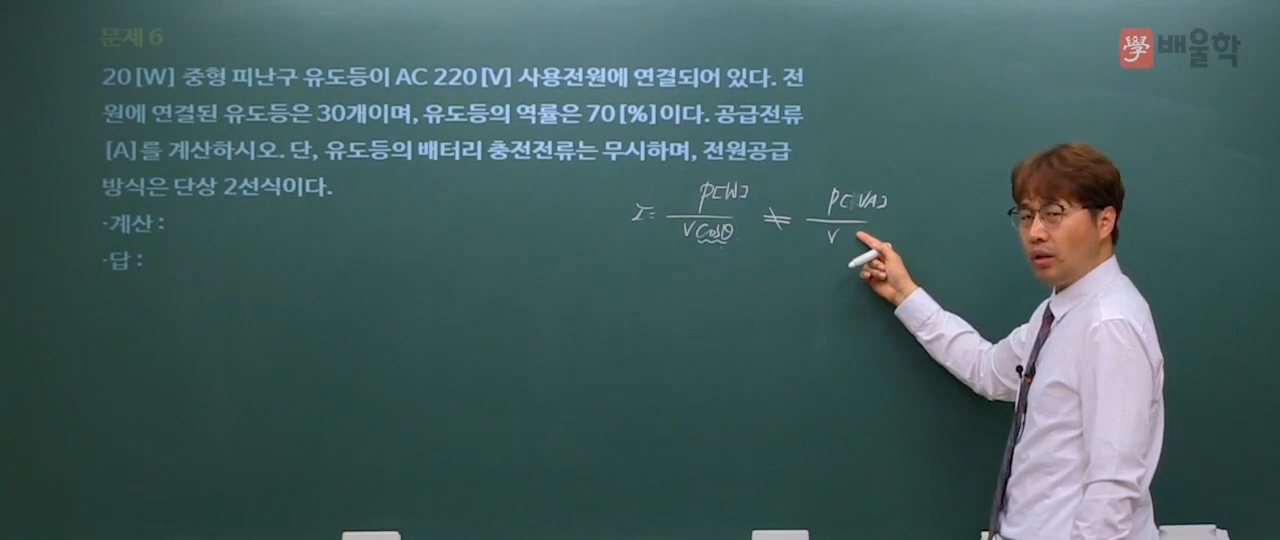 문제 6
學 배울학
20[W] 중형 피난구 유도등이 AC 220[V] 사용전원에 연결되어 있다. 전
원에 연결된 유도등은 30개이며, 유도등의 역률은 70[%]이다. 공급전류
[A]를 계산하시오. 단, 유도등의 배터리 충전전류는 무시하며, 전원공급
방식은 단상 2선식이다.
·계산 :
·답 :
I = P[W] / V cosθ ≠ P[VA] / V